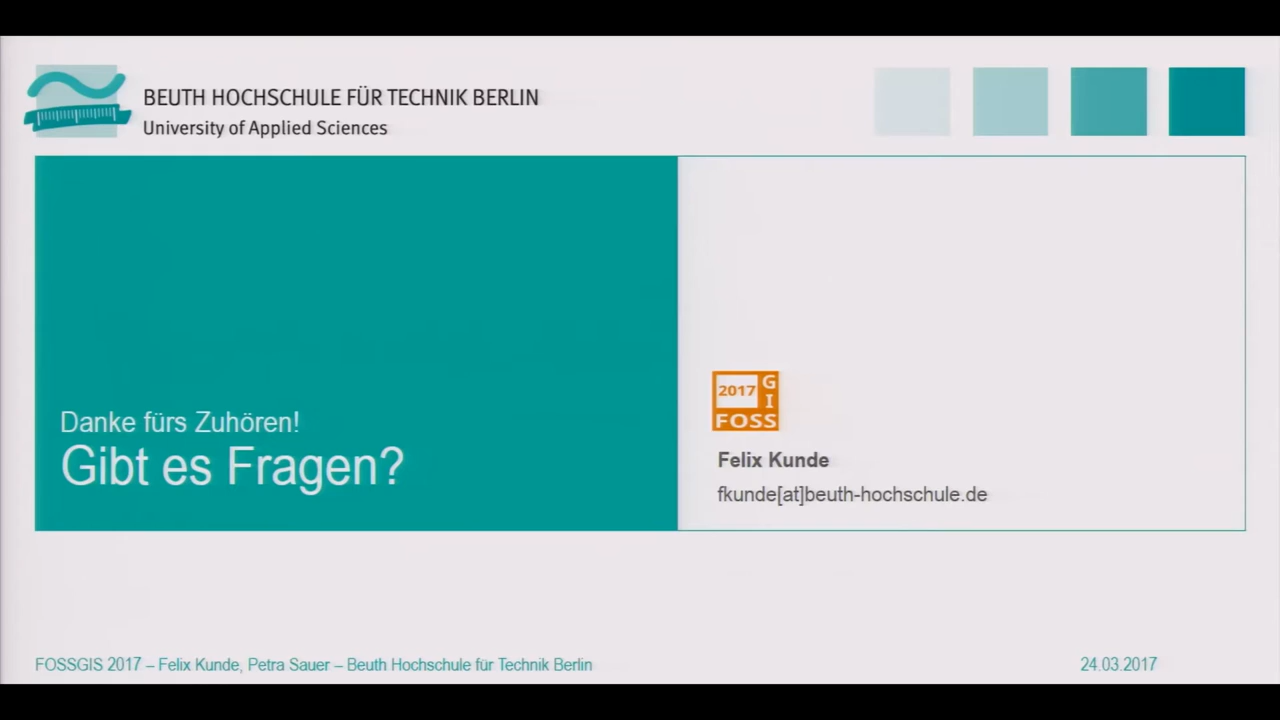 BEUTH HOCHSCHULE FÜR TECHNIK BERLIN
University of Applied Sciences
Danke fürs Zuhören!
Gibt es Fragen?
2017
GI
FOSS
Felix Kunde
fkunde[at]beuth-hochschule.de
FOSSGIS 2017 – Felix Kunde, Petra Sauer – Beuth Hochschule für Technik Berlin
24.03.2017